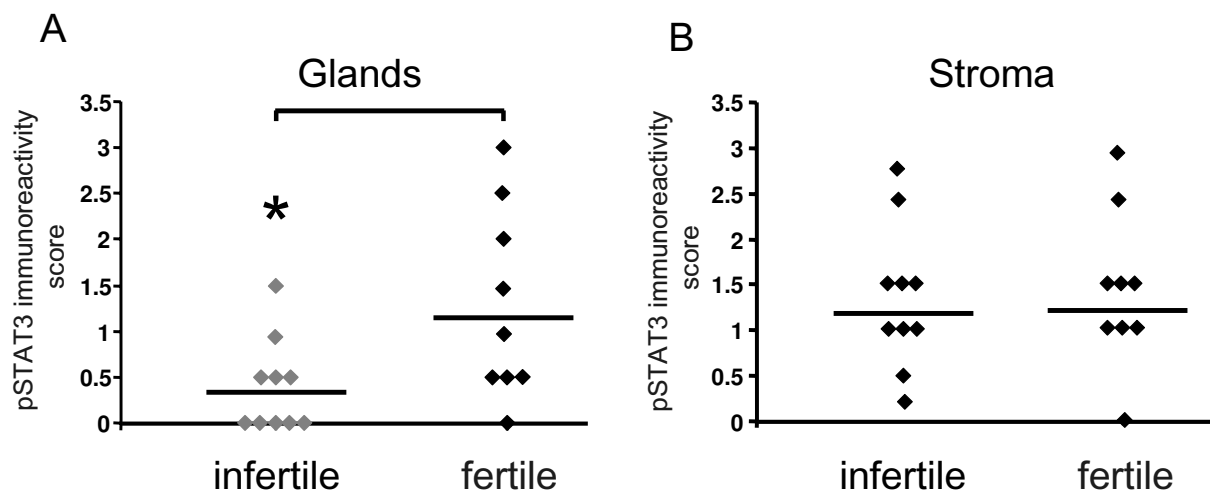 A
Glands
pSTAT3 immunoreactivity
score
3.5
3
2.5
2
1.5
1
0.5
0
*
infertile
fertile
B
Stroma
pSTAT3 immunoreactivity
score
3.5
3
2.5
2
1.5
1
0.5
0
infertile
fertile